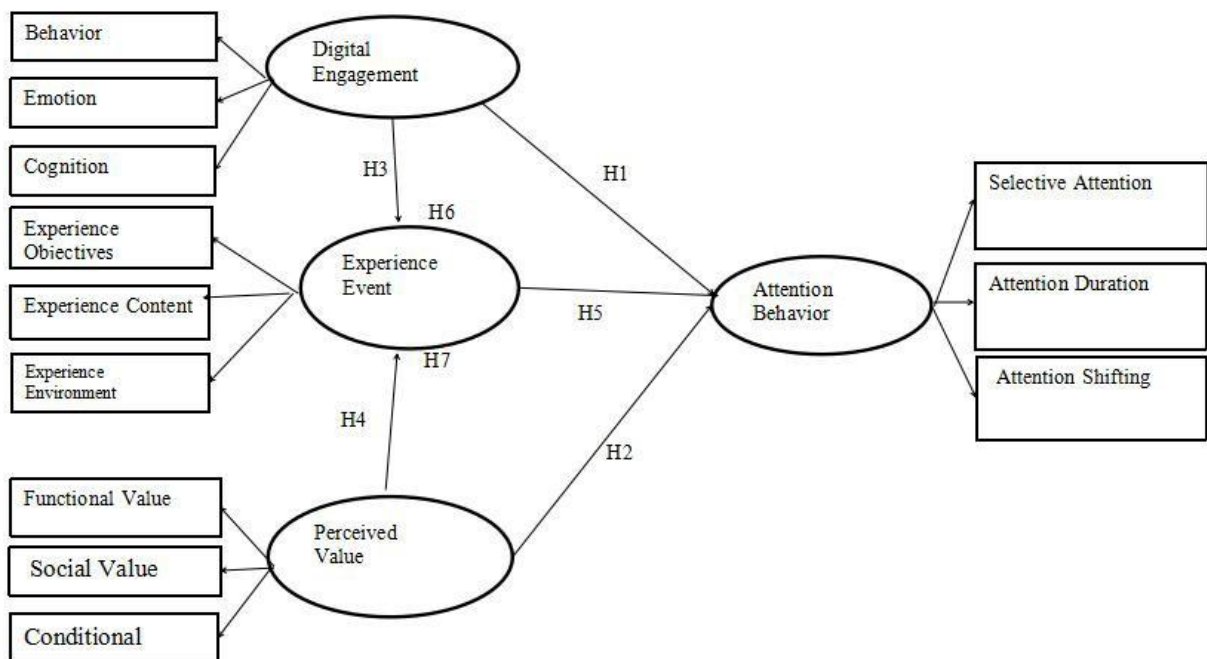 Behavior
Emotion
Cognition
Experience
Obiectives
Experience Content
Experience
Environment
Functional Value
Social Value
Conditional
Digital
Engagement
H3
H1
H6
Experience
Event
H5
H7
H4
H2
Perceived
Value
Attention
Behavior
Selective Attention
Attention Duration
Attention Shifting